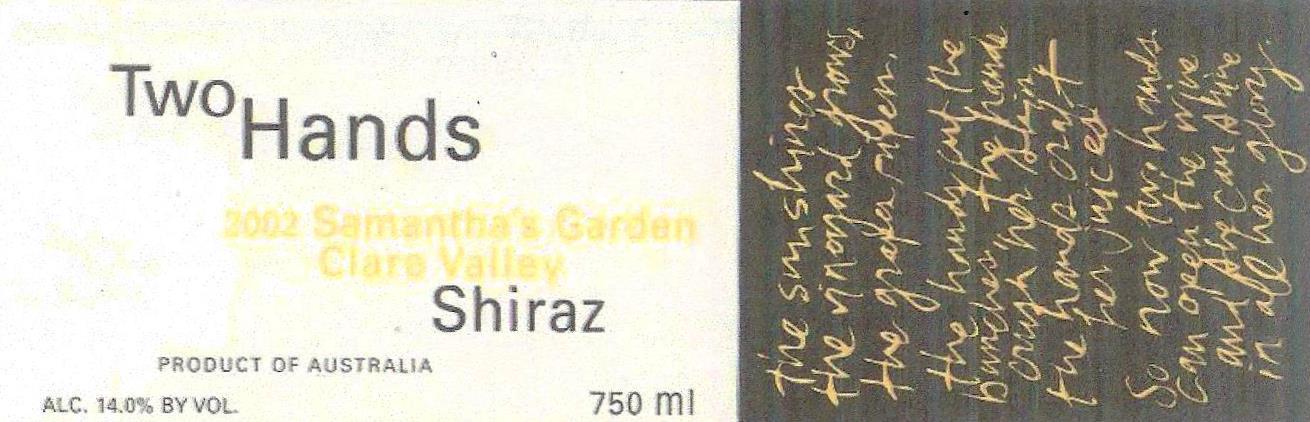 Two
Hands
2002 Samantha's Garden
Clare Valley
Shiraz
PRODUCT OF AUSTRALIA
ALC. 14.0% BY VOL.
750 ml
The sun shines
the vineyard grows,
the grapes ripen.
the hands cut the
bunches, the hands
crush her skin
the hands craft
her juices
So now two hands
can open the wine
and she can shine
in all her glory.